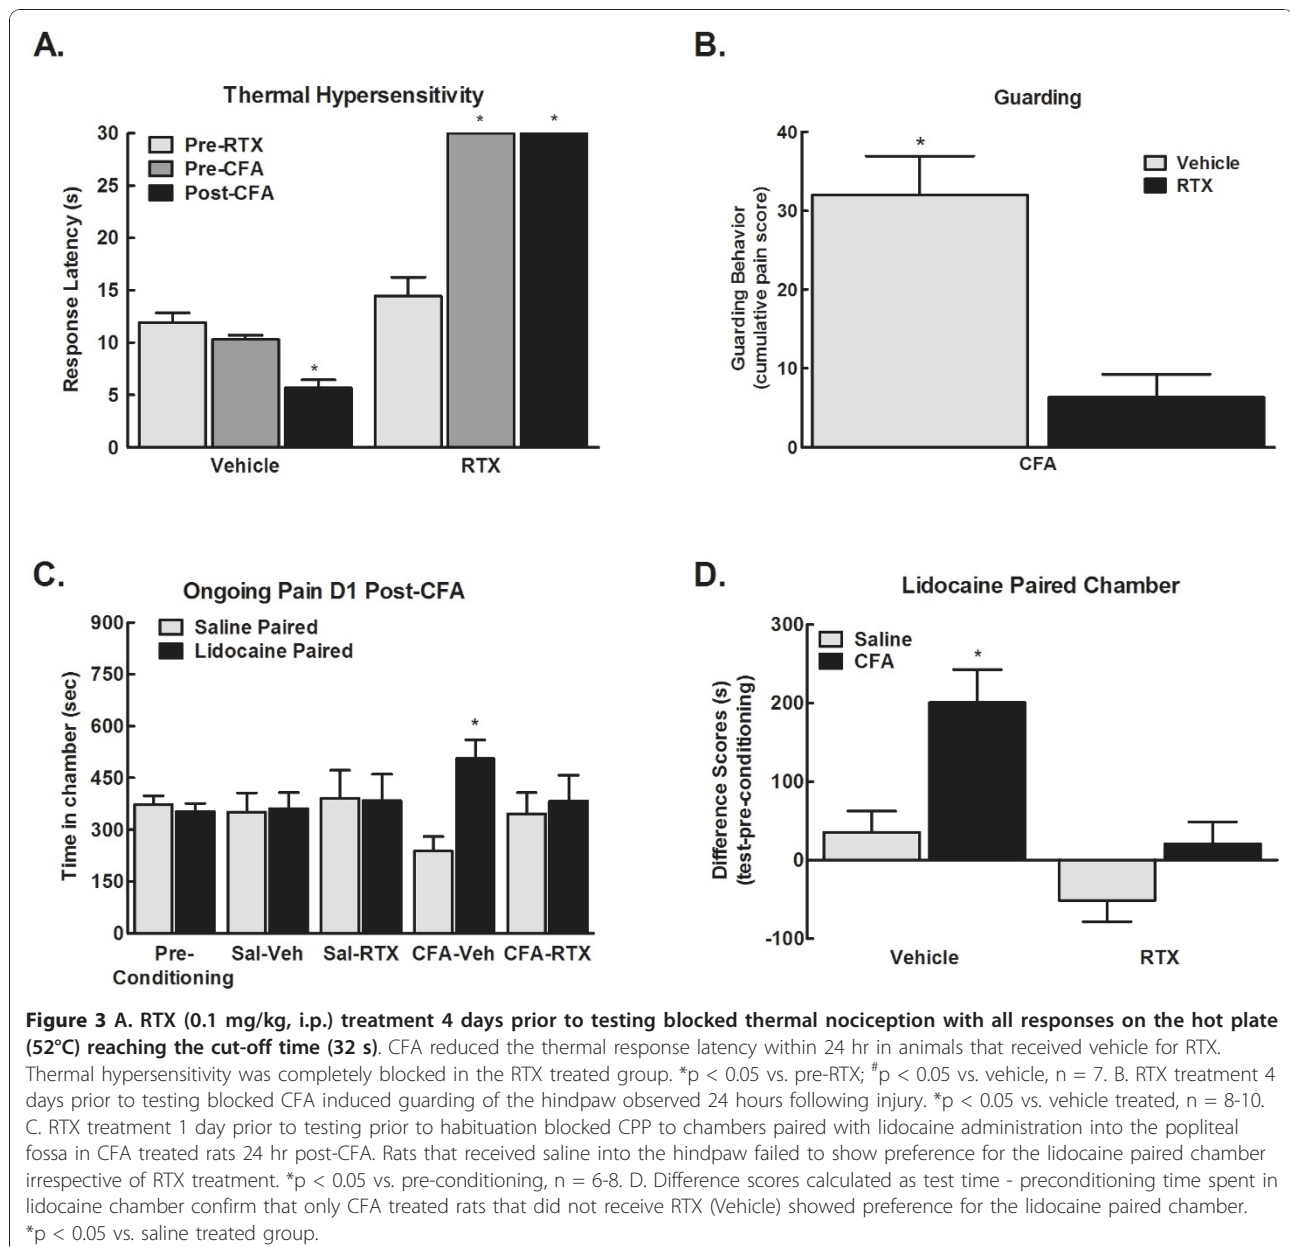 A.
Thermal Hypersensitivity
Response Latency (s)
30
25
20
15
10
5
0
Pre-RTX
Pre-CFA
Post-CFA
*
*
*
Vehicle
RTX
B.
Guarding
Guarding Behavior
(cumulative pain score)
40
30
20
10
0
*
Vehicle
RTX
CFA
C.
Ongoing Pain D1 Post-CFA
Time in chamber (sec)
900
750
600
450
300
150
0
Saline Paired
Lidocaine Paired
*
Pre-
Conditioning
Sal-Veh
Sal-RTX
CFA-Veh
CFA-RTX
D.
Lidocaine Paired Chamber
Difference Scores (s)
(test-pre-conditioning)
300
200
100
0
-100
Saline
CFA
*
Vehicle
RTX
Figure 3 A. RTX (0.1 mg/kg, i.p.) treatment 4 days prior to testing blocked thermal nociception with all responses on the hot plate
(52°C) reaching the cut-off time (32 s). CFA reduced the thermal response latency within 24 hr in animals that received vehicle for RTX.
Thermal hypersensitivity was completely blocked in the RTX treated group. *p < 0.05 vs. pre-RTX; #p < 0.05 vs. vehicle, n = 7. B. RTX treatment 4
days prior to testing blocked CFA induced guarding of the hindpaw observed 24 hours following injury. *p < 0.05 vs. vehicle treated, n = 8-10.
C. RTX treatment 1 day prior to testing prior to habituation blocked CPP to chambers paired with lidocaine administration into the popliteal
fossa in CFA treated rats 24 hr post-CFA. Rats that received saline into the hindpaw failed to show preference for the lidocaine paired chamber
irrespective of RTX treatment. *p < 0.05 vs. pre-conditioning, n = 6-8. D. Difference scores calculated as test time - preconditioning time spent in
lidocaine chamber confirm that only CFA treated rats that did not receive RTX (Vehicle) showed preference for the lidocaine paired chamber.
*p < 0.05 vs. saline treated group.